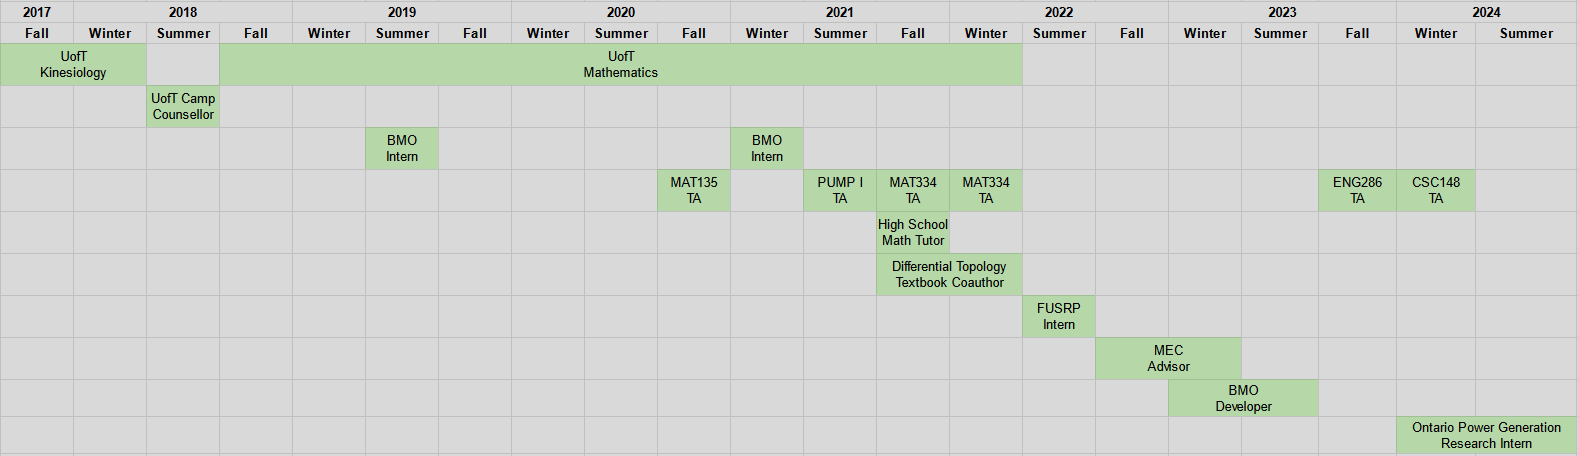 2017 2018 2019 2020 2021 2022 2023 2024
Fall Winter Summer Fall Winter Summer Fall Winter Summer Fall Winter Summer Fall Winter Summer Fall Winter Summer Fall Winter Summer
UofT
Kinesiology
UofT
Mathematics
UofT Camp
Counsellor
BMO
Intern
BMO
Intern
MAT135
TA
PUMP I
TA
MAT334
TA
MAT334
TA
ENG286
TA
CSC148
TA
High School
Math Tutor
Differential Topology
Textbook Coauthor
FUSRP
Intern
MEC
Advisor
BMO
Developer
Ontario Power Generation
Research Intern